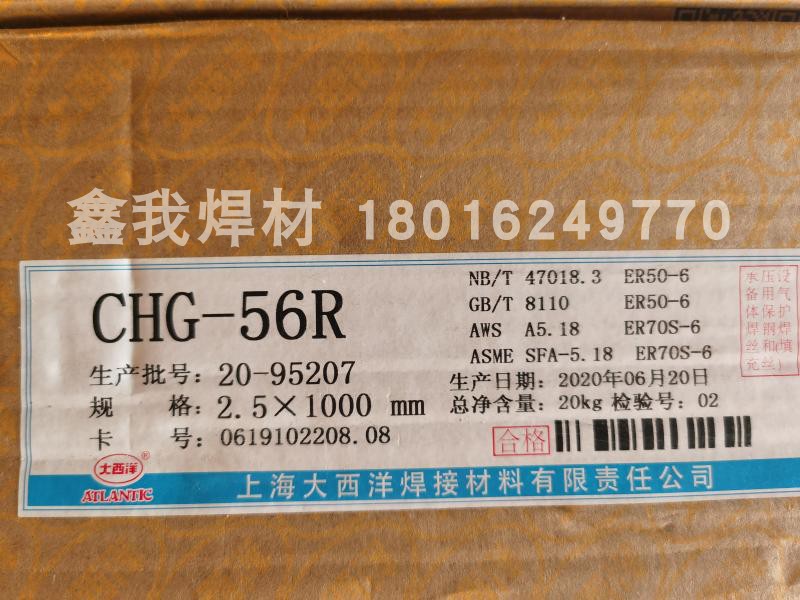 鑫我焊材 18016249770
CHG-56R
NB/T 47018.3 ER50-6
GB/T 8110 ER50-6
AWS A5.18 ER70S-6
ASME SFA-5.18 ER70S-6
承压设
备用气
体保护
焊钢焊
丝和(填
充丝)
生产批号: 20-95207
生产日期: 2020年06月20日
规 格: 2.5×1000 mm
总净含量: 20kg 检验号: 02
卡 号: 0619102208.08
合格
大西洋®
ATLANTIC
上海大西洋焊接材料有限责任公司